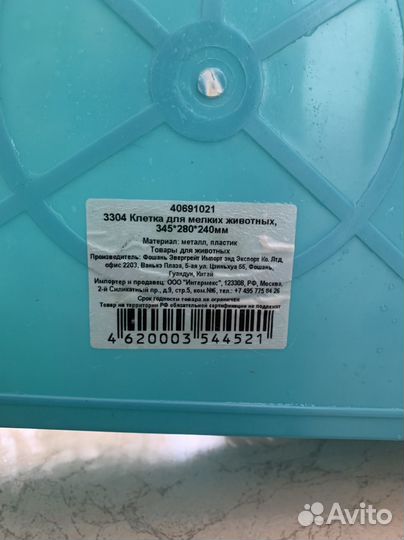 40691021
3304 Клетка для мелких животных,
345*280*240мм
Материал: металл, пластик
Товары для животных
Производитель: Фошань Эвергрейт Импорт энд Экспорт Ко. Лтд,
офис 2203, Ванькэ Плаза, 5-ая ул. Цзиньхуа 55, Фошань,
Гуандун, Китай
Импортер и продавец: ООО "Интермекс", 123308, РФ, Москва,
2-й Силикатный пр., д.9, стр.5, ком.№6, тел.: +7 495 775 84 26
Срок годности товара не ограничен
Товар на территории РФ обязательной сертификации не подлежит
4 620003 544521
Avito